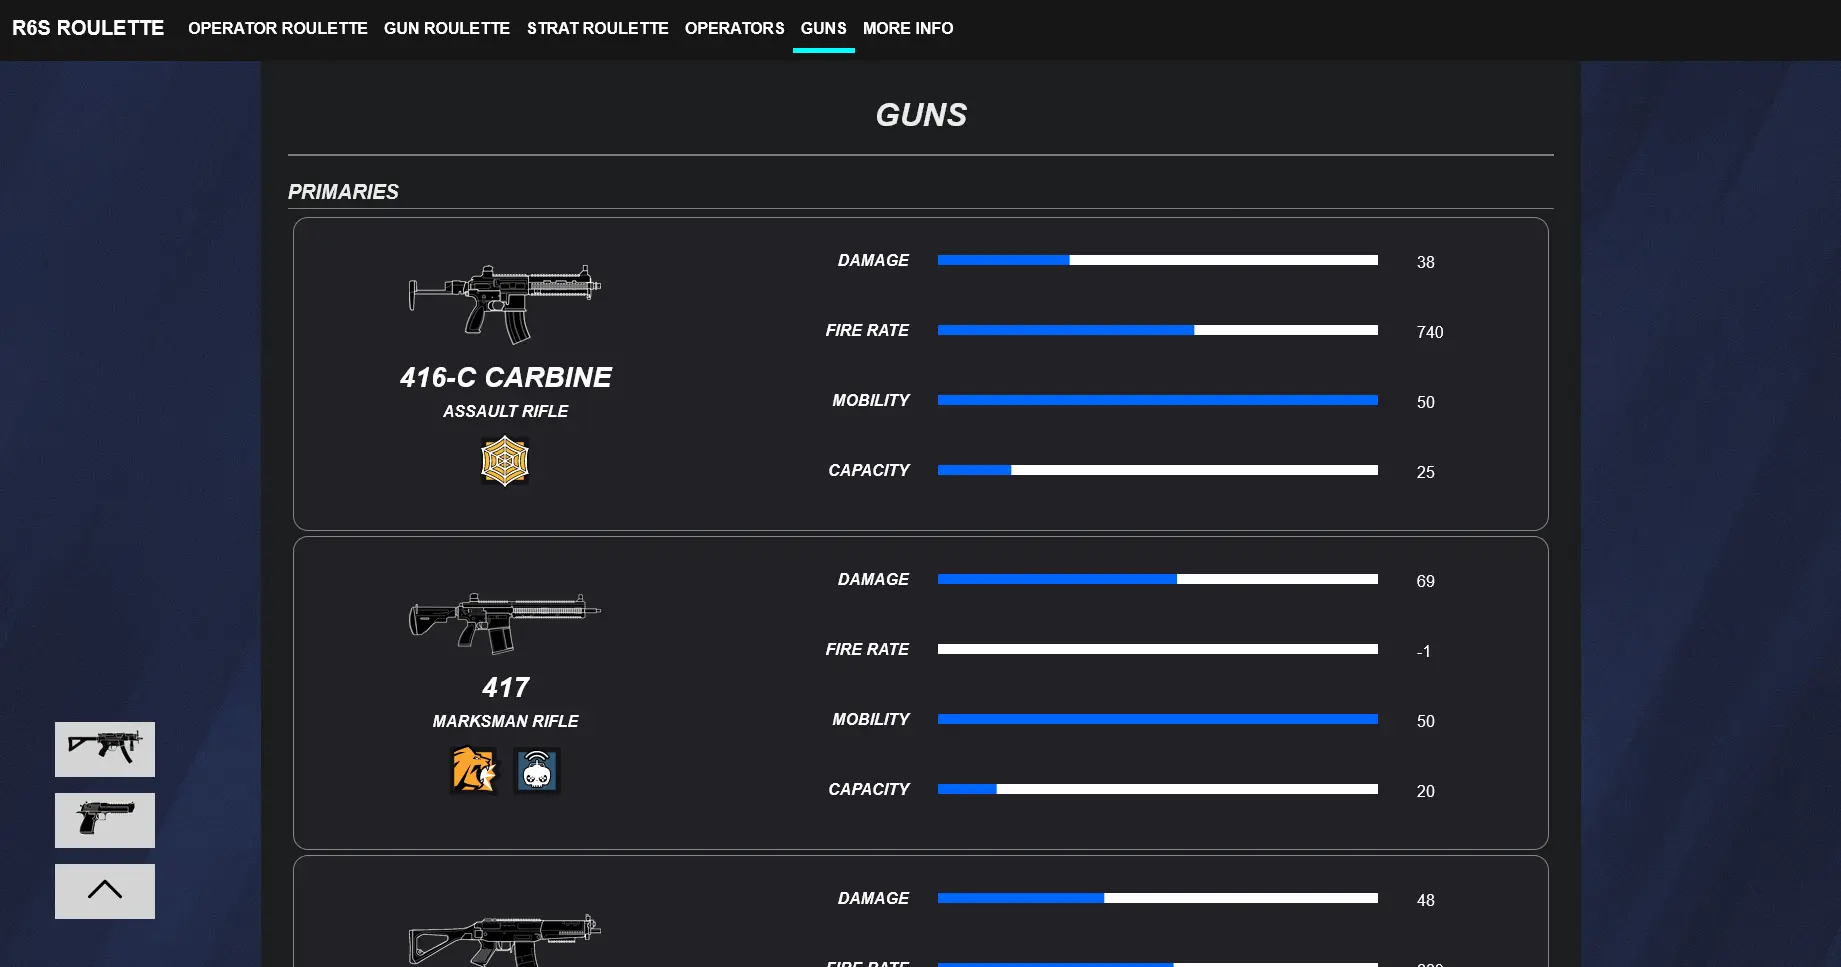 R6S ROULETTE OPERATOR ROULETTE GUN ROULETTE STRAT ROULETTE OPERATORS GUNS MORE INFO
GUNS
PRIMARIES
416-C CARBINE
ASSAULT RIFLE
DAMAGE 38
FIRE RATE 740
MOBILITY 50
CAPACITY 25
417
MARKSMAN RIFLE
DAMAGE 69
FIRE RATE -1
MOBILITY 50
CAPACITY 20
DAMAGE 48
FIRE RATE